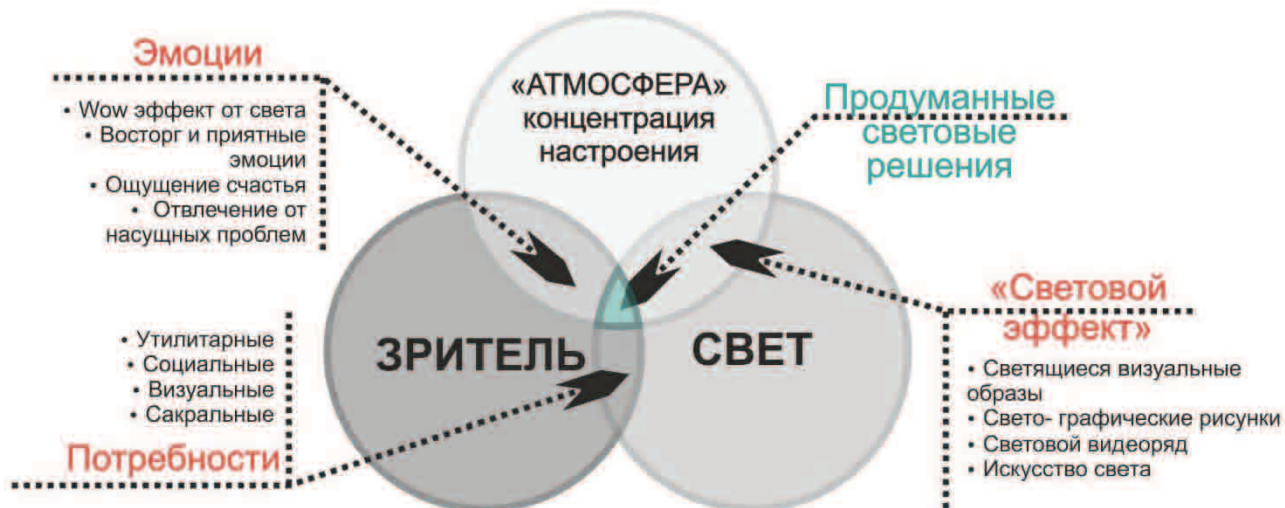 Эмоции
• Wow эффект от света
• Восторг и приятные
эмоции
• Ощущение счастья
• Отвлечение от
насущных проблем
«АТМОСФЕРА»
концентрация
настроения
Продуманные
световые
решения
ЗРИТЕЛЬ
СВЕТ
• Утилитарные
• Социальные
• Визуальные
• Сакральные
Потребности
«Световой
эффект»
• Светящиеся визуальные
образы
• Свето- графические рисунки
• Световой видеоряд
• Искусство света